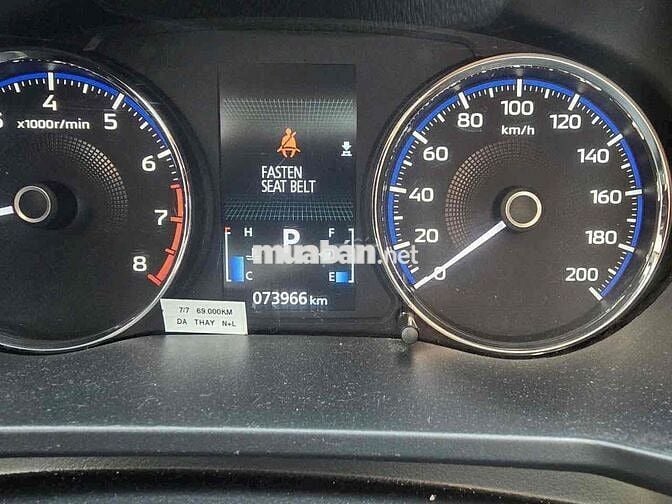 4
5
x1000r/min
6
7
8
FASTEN
SEAT BELT
H
P
F
C
E
073966 km
muaban.net
7/7 69.000KM
DA THAY N+L
0
20
40
60
80
100
120
140
160
180
200
km/h